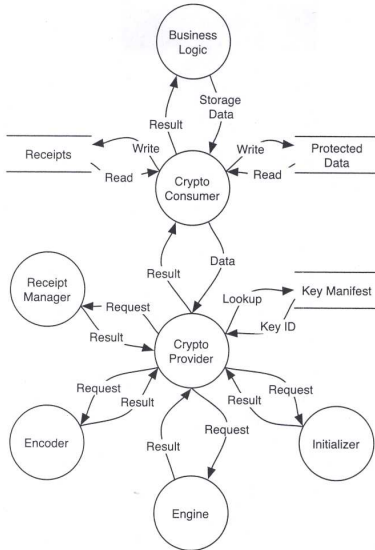 Business
Logic
Storage
Data
Result
Receipts
Write
Read
Crypto
Consumer
Write
Read
Protected
Data
Result
Data
Receipt
Manager
Request
Result
Lookup
Key Manifest
Key ID
Crypto
Provider
Request
Result
Encoder
Result
Request
Engine
Request
Result
Initializer